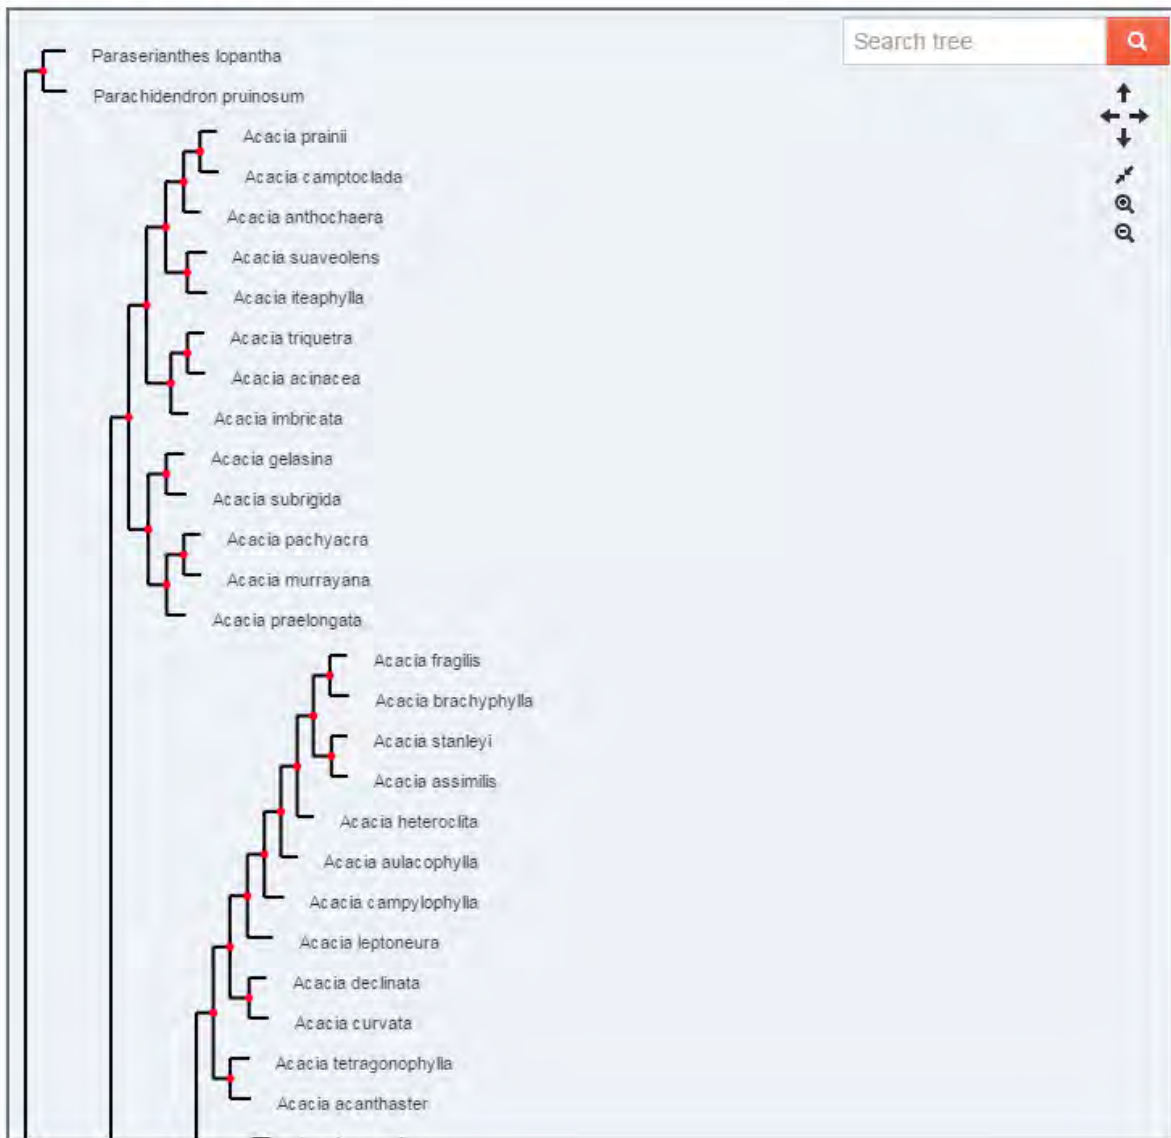 Search tree
Paraserianthes lopantha
Parachidendron pruinosum
Acacia prainii
Acacia camptoclada
Acacia anthochaera
Acacia suaveolens
Acacia iteaphylla
Acacia triquetra
Acacia acinacea
Acacia imbricata
Acacia gelasina
Acacia subrigida
Acacia pachyacra
Acacia murrayana
Acacia praelongata
Acacia fragilis
Acacia brachyphylla
Acacia stanleyi
Acacia assimilis
Acacia heteroclita
Acacia aulacophylla
Acacia campylophylla
Acacia leptoneura
Acacia declinata
Acacia curvata
Acacia tetragonophylla
Acacia acanthaster